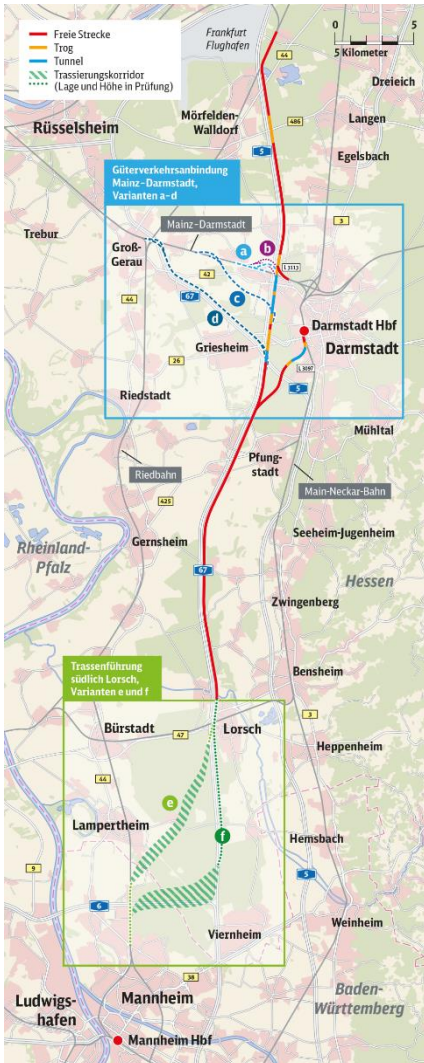 Freie Strecke
Trog
Tunnel
Trassierungskorridor
(Lage und Höhe in Prüfung)
Frankfurt
Flughafen
0
5
5 Kilometer
44
Dreieich
Mörfelden-
Walldorf
486
Langen
Rüsselsheim
5
Egelsbach
Güterverkehrsanbindung
Mainz-Darmstadt,
Varianten a–d
3
Trebur
Mainz–Darmstadt
Groß-
Gerau
a
b
L 3113
42
44
67
c
d
Darmstadt Hbf
Darmstadt
Griesheim
26
L 3097
5
Riedstadt
Mühltal
Pfung-
stadt
Riedbahn
Main-Neckar-Bahn
425
Gernsheim
Seeheim-Jugenheim
Rheinland-
Pfalz
67
Hessen
Zwingenberg
Trassenführung
südlich Lorsch,
Varianten e und f
Bensheim
Bürstadt
Lorsch
47
3
Heppenheim
44
e
Lampertheim
f
Hemsbach
9
5
6
Viernheim
Weinheim
38
Baden-
Württemberg
Ludwigs-
hafen
Mannheim
Mannheim Hbf